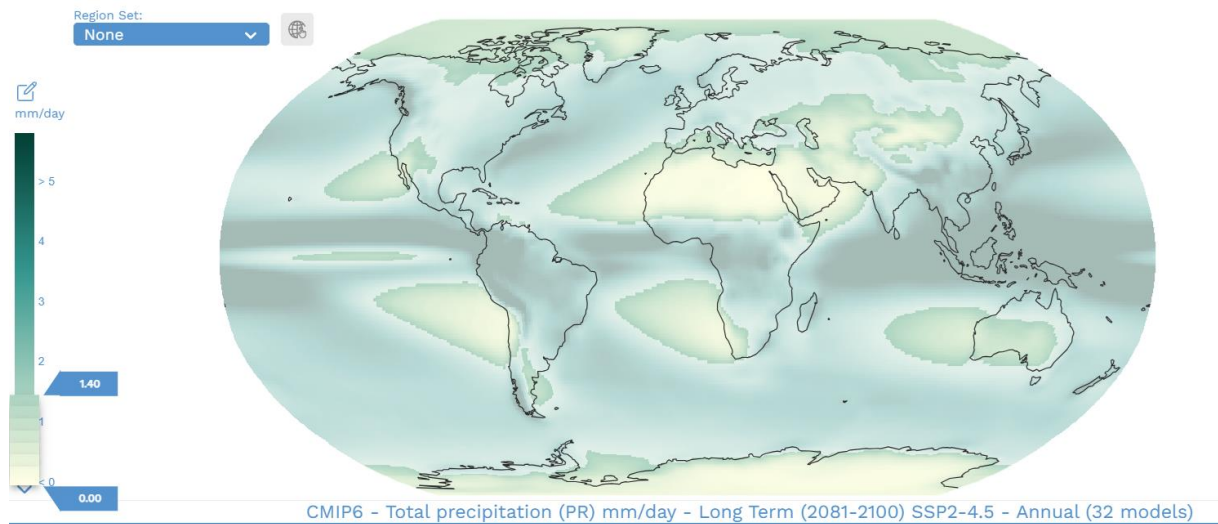 Region Set:
None
mm/day
> 5
4
3
2
1.40
1
< 0
0.00
CMIP6 - Total precipitation (PR) mm/day - Long Term (2081-2100) SSP2-4.5 - Annual (32 models)